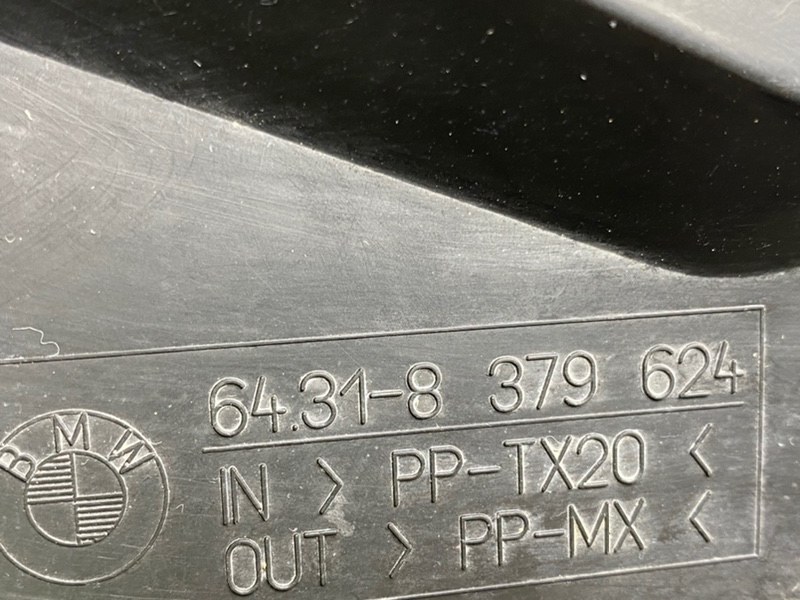 64.31-8 379 624
BMW
IN > PP-TX20 <
OUT > PP-MX <